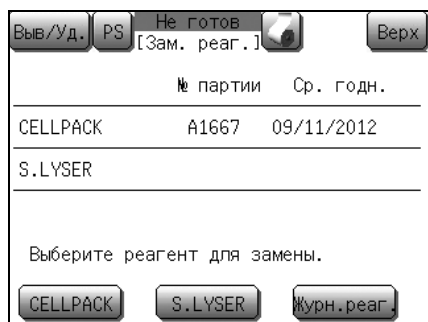 Выв/Уд. PS Не готов Верх
[Зам. реаг.]
№ партии Ср. годн.
CELLPACK A1667 09/11/2012
S.LYSER
Выберите реагент для замены.
CELLPACK S.LYSER Журн.реаг.